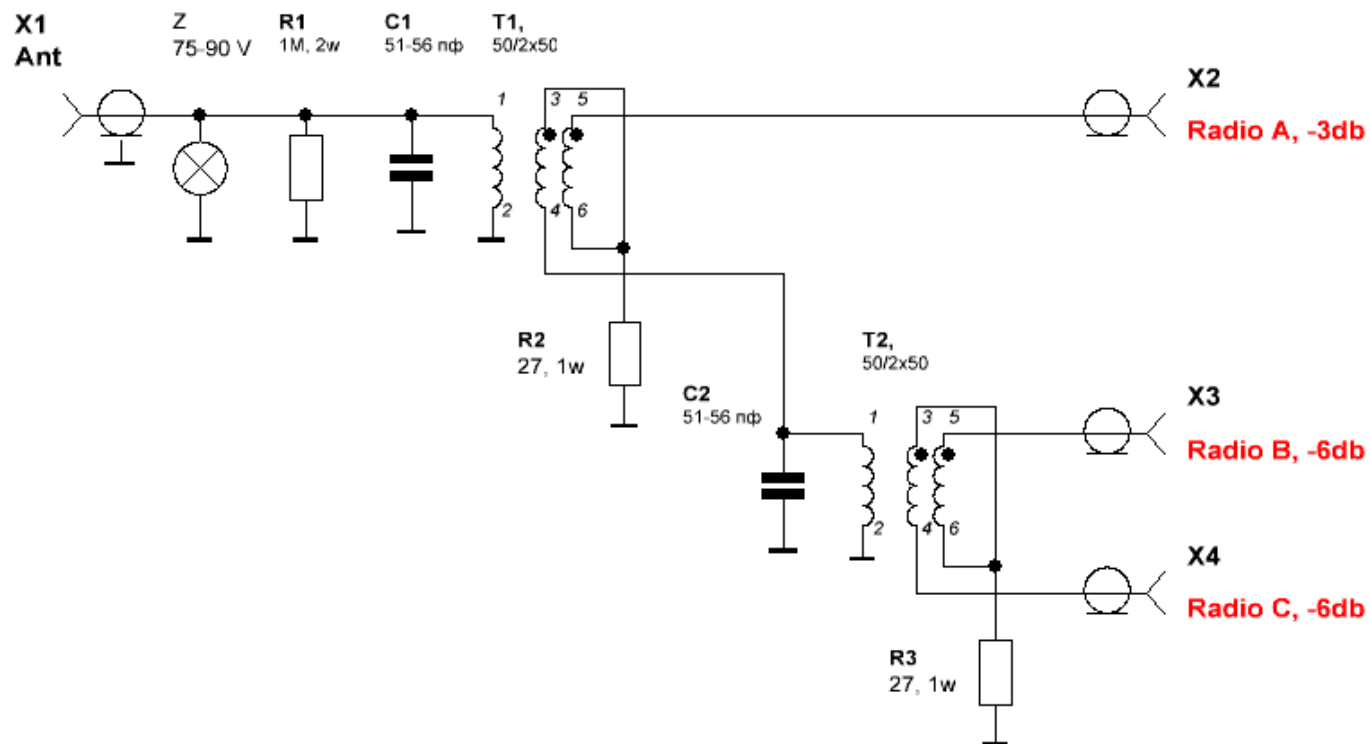 X1
Ant
Z
75-90 V
R1
1M, 2w
C1
51-56 пф
T1,
50/2x50
1
2
3
5
4
6
X2
Radio A, -3db
R2
27, 1w
C2
51-56 пф
T2,
50/2x50
1
2
3
5
4
6
X3
Radio B, -6db
X4
Radio C, -6db
R3
27, 1w